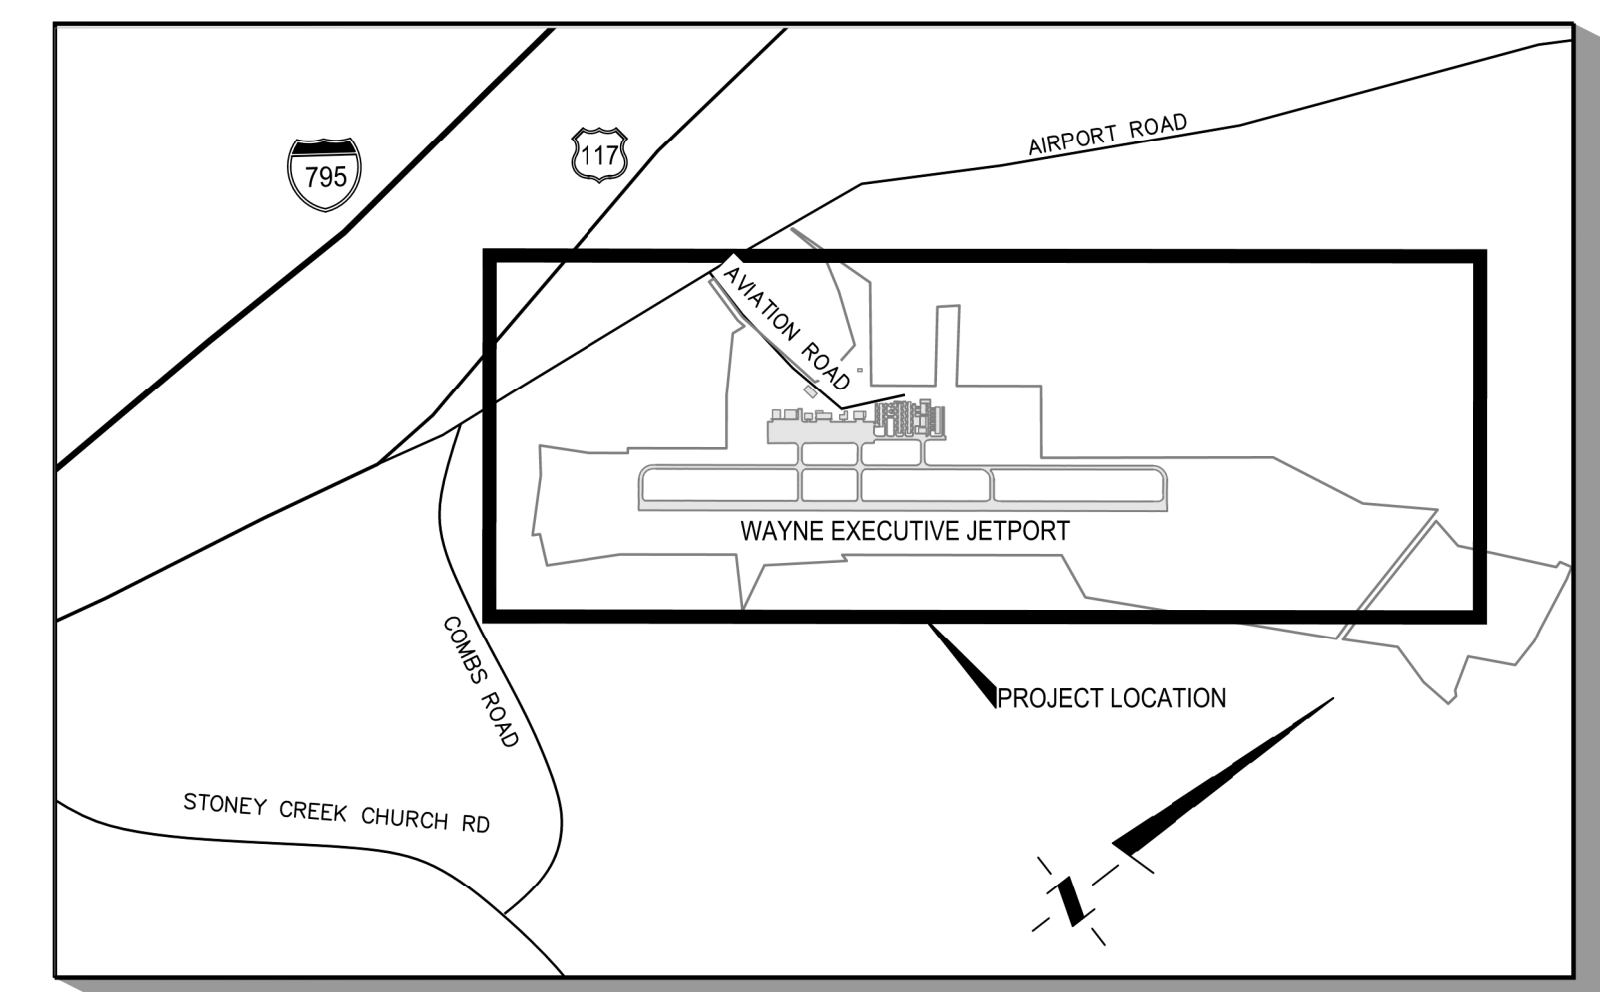 795
117
AIRPORT ROAD
AVIATION ROAD
WAYNE EXECUTIVE JETPORT
COMBS ROAD
PROJECT LOCATION
STONEY CREEK CHURCH RD